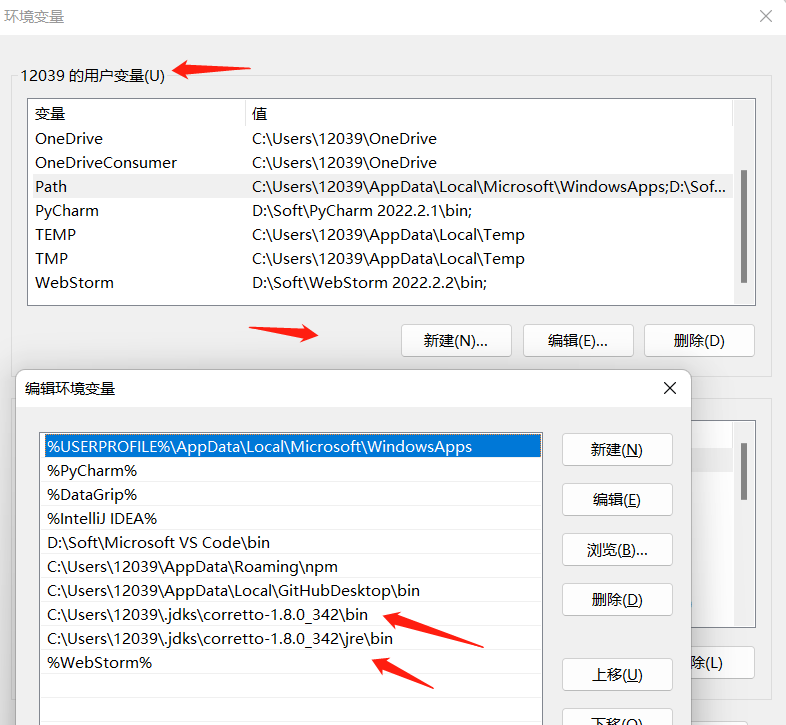 环境变量
12039 的用户变量(U)
变量 值
OneDrive C:\Users\12039\OneDrive
OneDriveConsumer C:\Users\12039\OneDrive
Path C:\Users\12039\AppData\Local\Microsoft\WindowsApps;D:\Sof...
PyCharm D:\Soft\PyCharm 2022.2.1\bin;
TEMP C:\Users\12039\AppData\Local\Temp
TMP C:\Users\12039\AppData\Local\Temp
WebStorm D:\Soft\WebStorm 2022.2.2\bin;
新建(N)... 编辑(E)... 删除(D)
编辑环境变量
%USERPROFILE%\AppData\Local\Microsoft\WindowsApps
%PyCharm%
%DataGrip%
%IntelliJ IDEA%
D:\Soft\Microsoft VS Code\bin
C:\Users\12039\AppData\Roaming\npm
C:\Users\12039\AppData\Local\GitHubDesktop\bin
C:\Users\12039\.jdks\corretto-1.8.0_342\bin
C:\Users\12039\.jdks\corretto-1.8.0_342\jre\bin
%WebStorm%
新建(N)
编辑(E)
浏览(B)...
删除(D)
除(L)
上移(U)
下移(O)